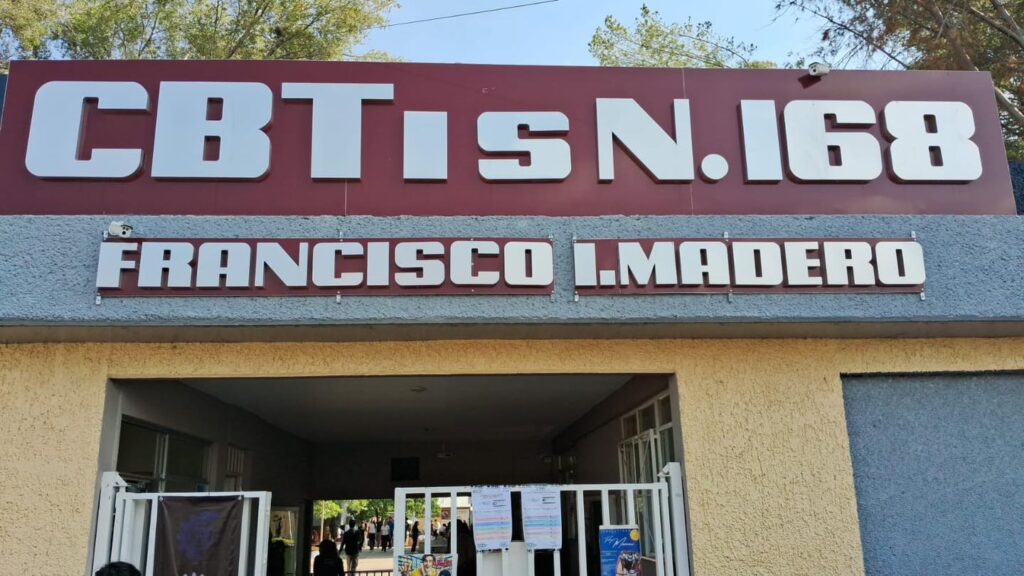 CBTis N.168
FRANCISCO I.MADERO